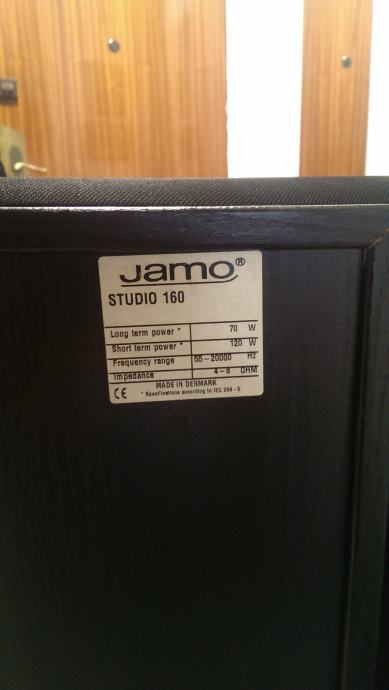 Jamo®
STUDIO 160
Long term power * 70 W
Short term power * 120 W
Frequency range 55-20000 Hz
Impedance 4-8 OHM
MADE IN DENMARK
CE * Specifications according to IEC 268-5